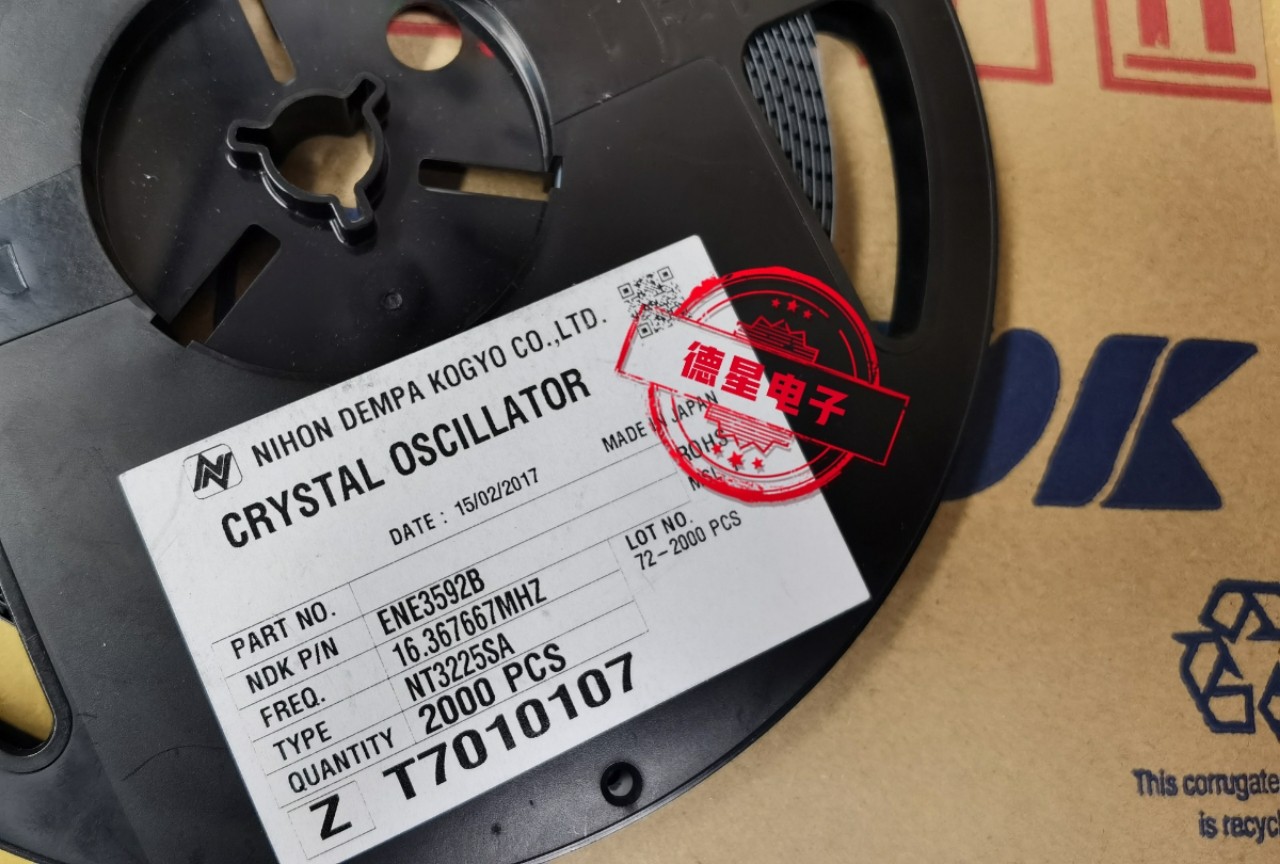 NIHON DEMPA KOGYO CO.,LTD.
CRYSTAL OSCILLATOR
DATE : 15/02/2017
MADE IN JAPAN
ROHS
MSL
德星电子
PART NO.
NDK P/N ENE3592B
FREQ. 16.367667MHZ
TYPE NT3225SA
QUANTITY 2000 PCS
LOT NO.
72-2000 PCS
Z T7010107
DK
This corrugate
is recycl